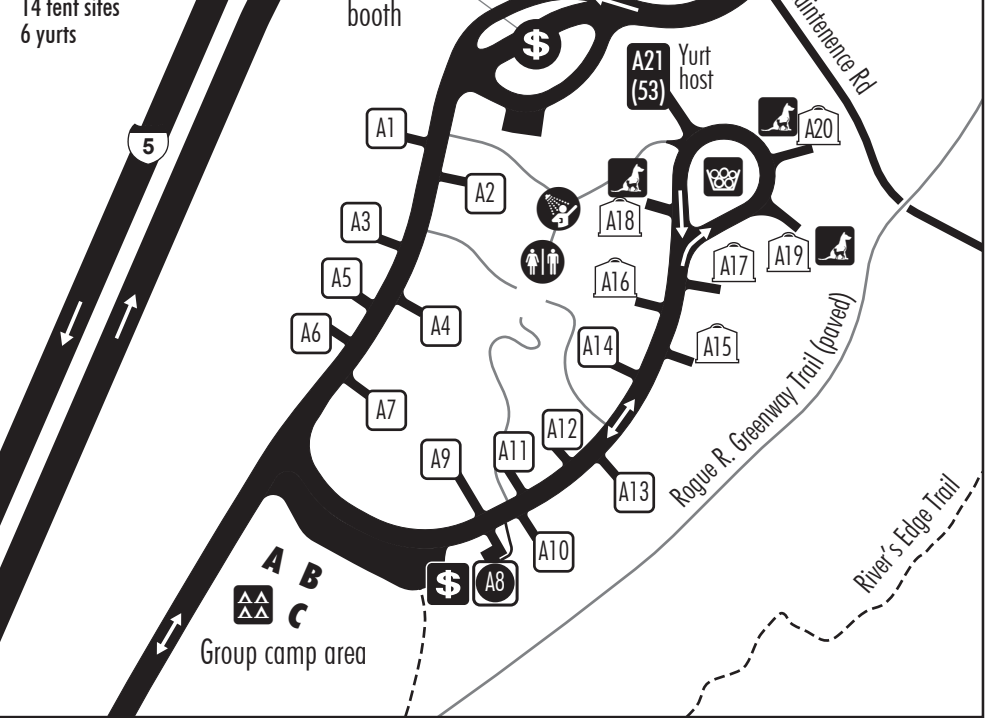 14 tent sites
6 yurts
booth
$
5
A21
(53)
Yurt
host
A20
A1
A2
A3
A18
A19
A17
A5
A16
A4
A6
A14
A15
A7
A12
A11
A9
A13
A10
A8
$
Rogue R. Greenway Trail (paved)
River's Edge Trail
A B
C
Group camp area
Rd